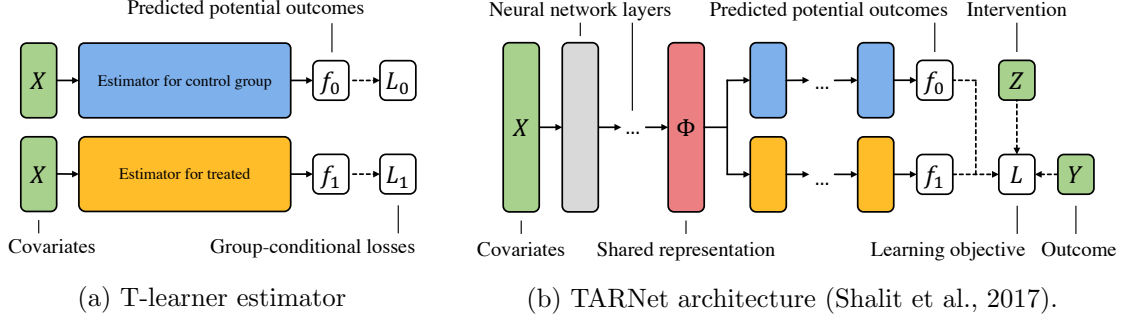 Predicted potential outcomes
X
Estimator for control group
f₀
L₀
X
Estimator for treated
f₁
L₁
Covariates
Group-conditional losses
(a) T-learner estimator
Neural network layers
Predicted potential outcomes
Intervention
X
...
Φ
...
f₀
Z
...
f₁
L
Y
Covariates
Shared representation
Learning objective
Outcome
(b) TARNet architecture (Shalit et al., 2017).